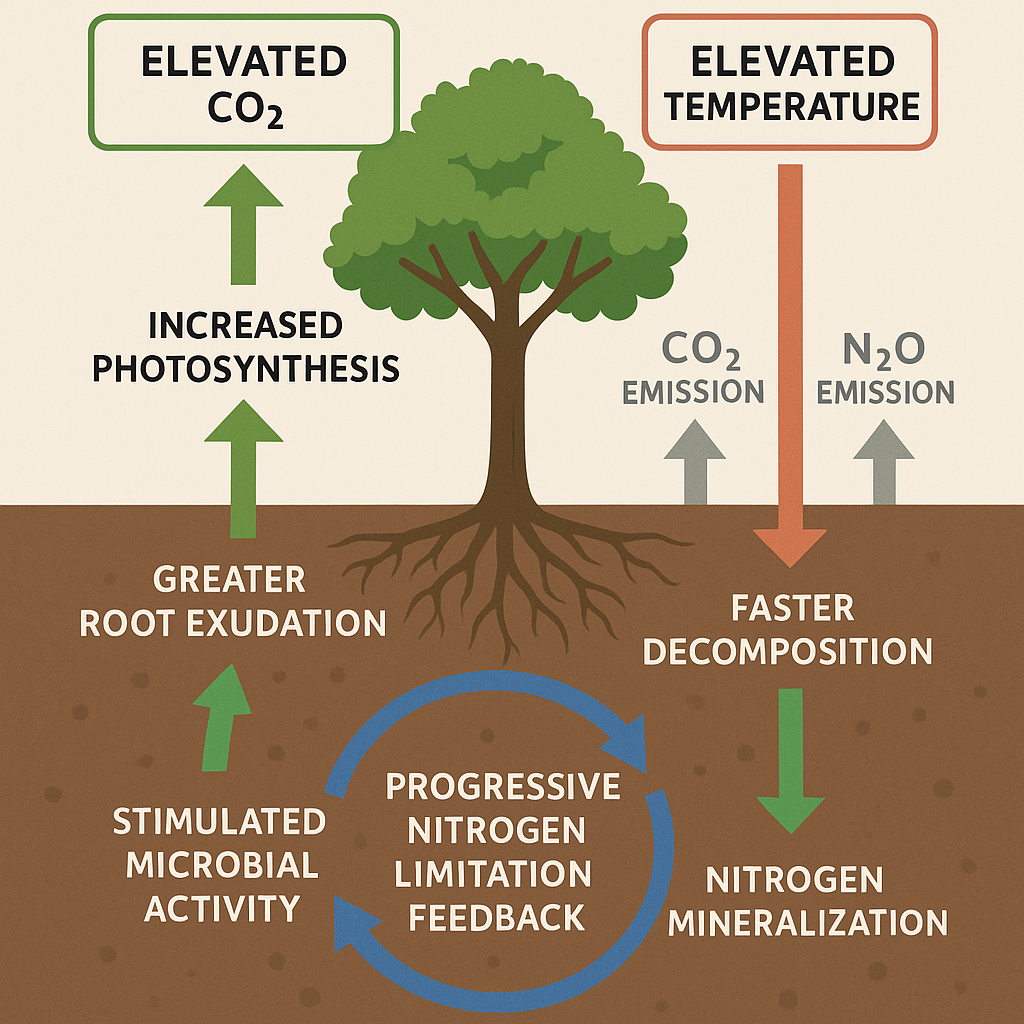 ELEVATED
CO₂
ELEVATED
TEMPERATURE
INCREASED
PHOTOSYNTHESIS
CO₂
EMISSION
N₂O
EMISSION
GREATER
ROOT EXUDATION
FASTER
DECOMPOSITION
STIMULATED
MICROBIAL
ACTIVITY
PROGRESSIVE
NITROGEN
LIMITATION
FEEDBACK
NITROGEN
MINERALIZATION